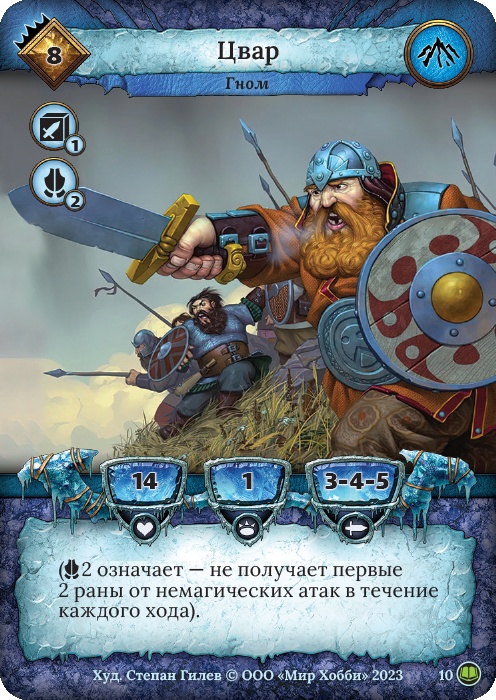 8
Цвар
Гном
1
2
14
1
3-4-5
(2 означает — не получает первые
2 раны от немагических атак в течение
каждого хода).
Худ. Степан Гилев © ООО «Мир Хобби» 2023
10